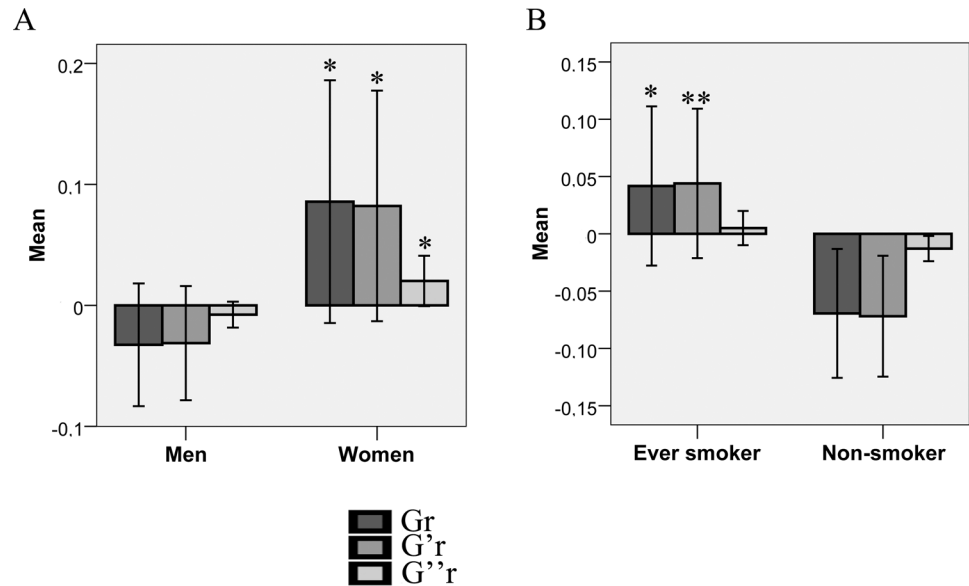 A
B
Mean
0,2
0,1
0
-0,1
* * *
Men
Women
Mean
0,15
0,10
0,05
0
-0,05
-0,10
-0,15
* **
Ever smoker
Non-smoker
Gr
G’r
G’’r